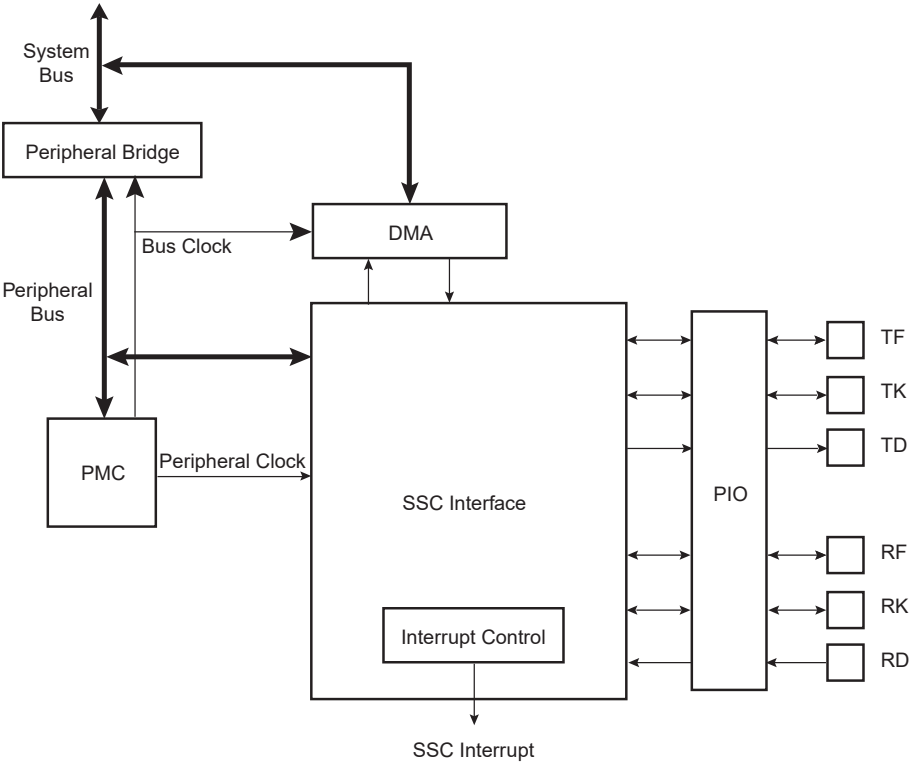 System
Bus
Peripheral Bridge
DMA
Bus Clock
Peripheral
Bus
TF
TK
TD
PMC
Peripheral Clock
SSC Interface
PIO
RF
RK
RD
Interrupt Control
SSC Interrupt